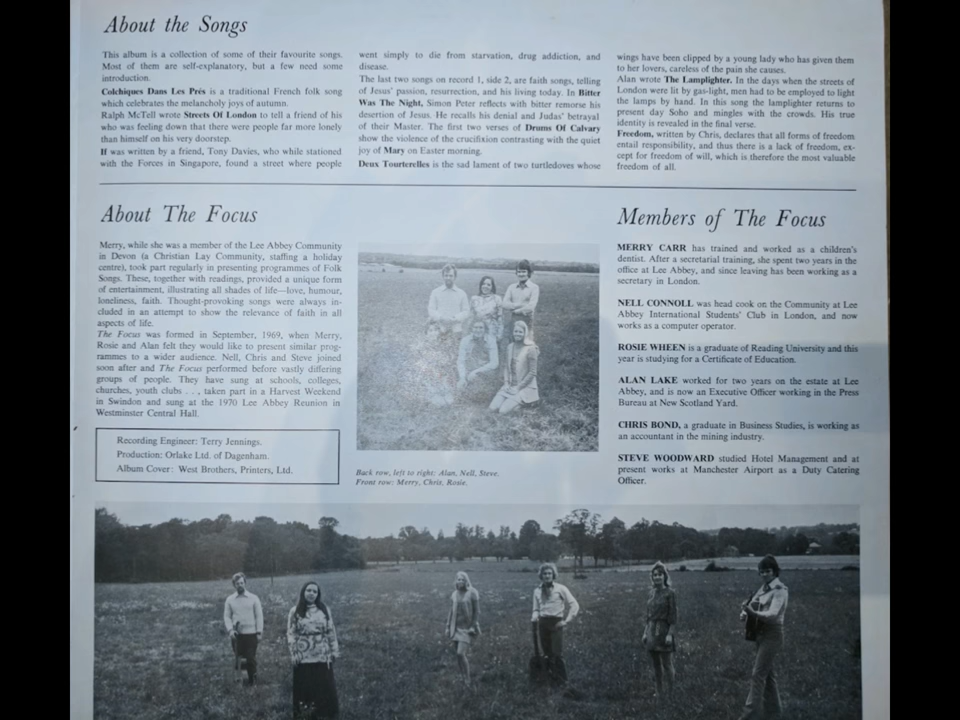 About the Songs
This album is a collection of some of their favourite songs.
Most of them are self-explanatory, but a few need some
introduction.
Colchiques Dans Les Prés is a traditional French folk song
which celebrates the melancholy joys of autumn.
Ralph McTell wrote Streets Of London to tell a friend of his
who was feeling down that there were people far more lonely
than himself on his very doorstep.
If was written by a friend, Tony Davies, who while stationed
with the Forces in Singapore, found a street where people
went simply to die from starvation, drug addiction, and
disease.
The last two songs on record 1, side 2, are faith songs, telling
of Jesus' passion, resurrection, and his living today. In Bitter
Was The Night, Simon Peter reflects with bitter remorse his
desertion of Jesus. He recalls his denial and Judas' betrayal
of their Master. The first two verses of Drums Of Calvary
show the violence of the crucifixion contrasting with the quiet
joy of Mary on Easter morning.
Deux Tourterelles is the sad lament of two turtledoves whose
wings have been clipped by a young lady who has given them
to her lovers, careless of the pain she causes.
Alan wrote The Lamplighter. In the days when the streets of
London were lit by gas-light, men had to be employed to light
the lamps by hand. In this song the lamplighter returns to
present day Soho and mingles with the crowds. His true
identity is revealed in the final verse.
Freedom, written by Chris, declares that all forms of freedom
entail responsibility, and thus there is a lack of freedom, ex-
cept for freedom of will, which is therefore the most valuable
freedom of all.
About The Focus
Merry, while she was a member of the Lee Abbey Community
in Devon (a Christian Lay Community, staffing a holiday
centre), took part regularly in presenting programmes of Folk
Songs. These, together with readings, provided a unique form
of entertainment, illustrating all shades of life—love, humour,
loneliness, faith. Thought-provoking songs were always in-
cluded in an attempt to show the relevance of faith in all
aspects of life.
The Focus was formed in September, 1969, when Merry,
Rosie and Alan felt they would like to present similar prog-
rammes to a wider audience. Nell, Chris and Steve joined
soon after and The Focus performed before vastly differing
groups of people. They have sung at schools, colleges,
churches, youth clubs . . , taken part in a Harvest Weekend
in Swindon and sung at the 1970 Lee Abbey Reunion in
Westminster Central Hall.
Recording Engineer: Terry Jennings.
Production: Orlake Ltd. of Dagenham.
Album Cover: West Brothers, Printers, Ltd.
Back row, left to right: Alan, Nell, Steve.
Front row: Merry, Chris, Rosie.
Members of The Focus
MERRY CARR has trained and worked as a children's
dentist. After a secretarial training, she spent two years in the
office at Lee Abbey, and since leaving has been working as a
secretary in London.
NELL CONNOLL was head cook on the Community at Lee
Abbey International Students' Club in London, and now
works as a computer operator.
ROSIE WHEEN is a graduate of Reading University and this
year is studying for a Certificate of Education.
ALAN LAKE worked for two years on the estate at Lee
Abbey, and is now an Executive Officer working in the Press
Bureau at New Scotland Yard.
CHRIS BOND, a graduate in Business Studies, is working as
an accountant in the mining industry.
STEVE WOODWARD studied Hotel Management and at
present works at Manchester Airport as a Duty Catering
Officer.